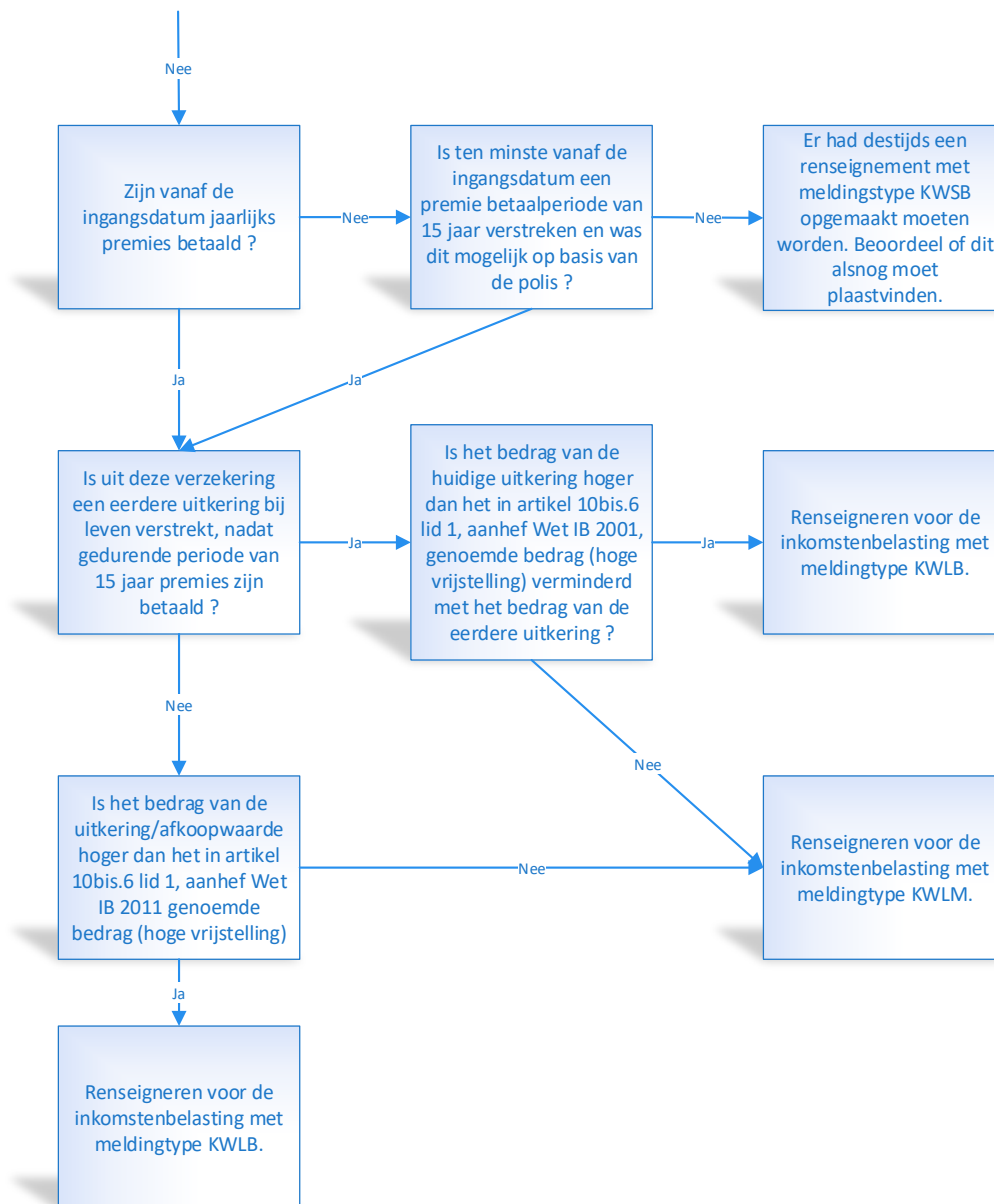 Nee
Zijn vanaf de
ingangsdatum jaarlijks
premies betaald ?
Nee
Is ten minste vanaf de
ingangsdatum een
premie betaalperiode van
15 jaar verstreken en was
dit mogelijk op basis van
de polis ?
Nee
Er had destijds een
renseignement met
meldingstype KWSB
opgemaakt moeten
worden. Beoordeel of dit
alsnog moet
plaastvinden.
Ja
Ja
Is uit deze verzekering
een eerdere uitkering bij
leven verstrekt, nadat
gedurende periode van
15 jaar premies zijn
betaald ?
Ja
Is het bedrag van de
huidige uitkering hoger
dan het in artikel 10bis.6
lid 1, aanhef Wet IB 2001,
genoemde bedrag (hoge
vrijstelling) verminderd
met het bedrag van de
eerdere uitkering ?
Ja
Renseigneren voor de
inkomstenbelasting met
meldingtype KWLB.
Nee
Nee
Is het bedrag van de
uitkering/afkoopwaarde
hoger dan het in artikel
10bis.6 lid 1, aanhef Wet
IB 2011 genoemde
bedrag (hoge vrijstelling)
Nee
Renseigneren voor de
inkomstenbelasting met
meldingtype KWLM.
Ja
Renseigneren voor de
inkomstenbelasting met
meldingtype KWLB.